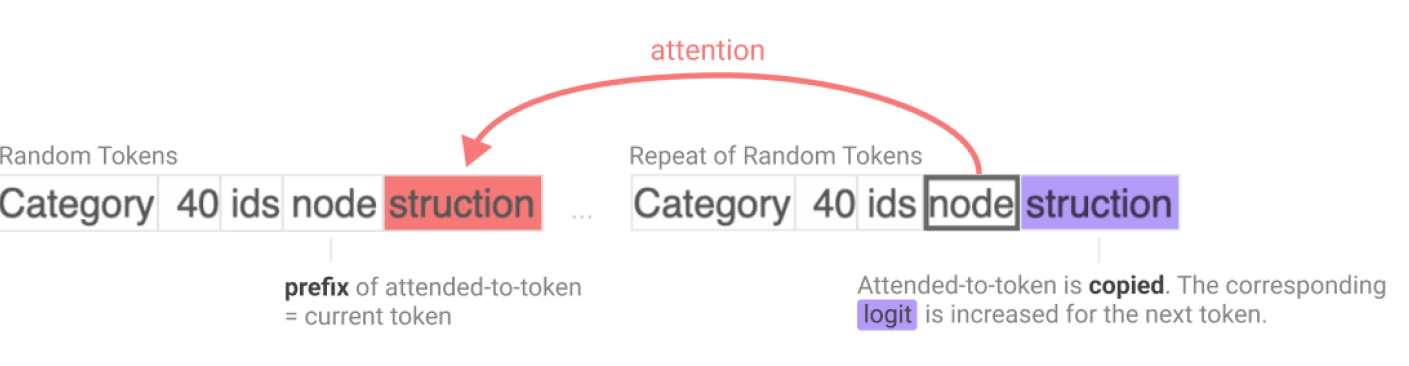 attention
Random Tokens
Repeat of Random Tokens
Category 40 ids node struction ... Category 40 ids node struction
prefix of attended-to-token
= current token
Attended-to-token is copied. The corresponding
logit is increased for the next token.